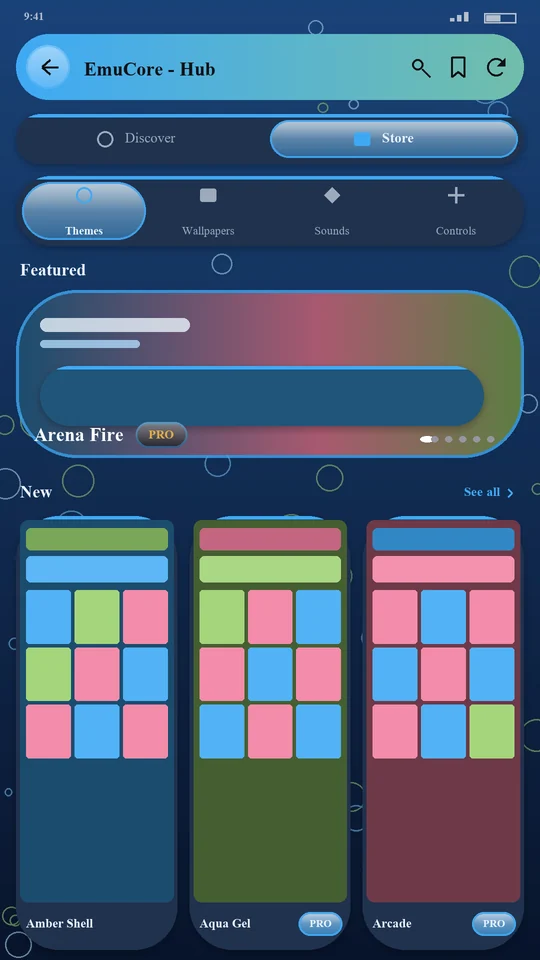 9:41
EmuCore - Hub
Discover
Store
Themes
Wallpapers
Sounds
Controls
Featured
Arena Fire
PRO
New
See all
Amber Shell
Aqua Gel
PRO
Arcade
PRO